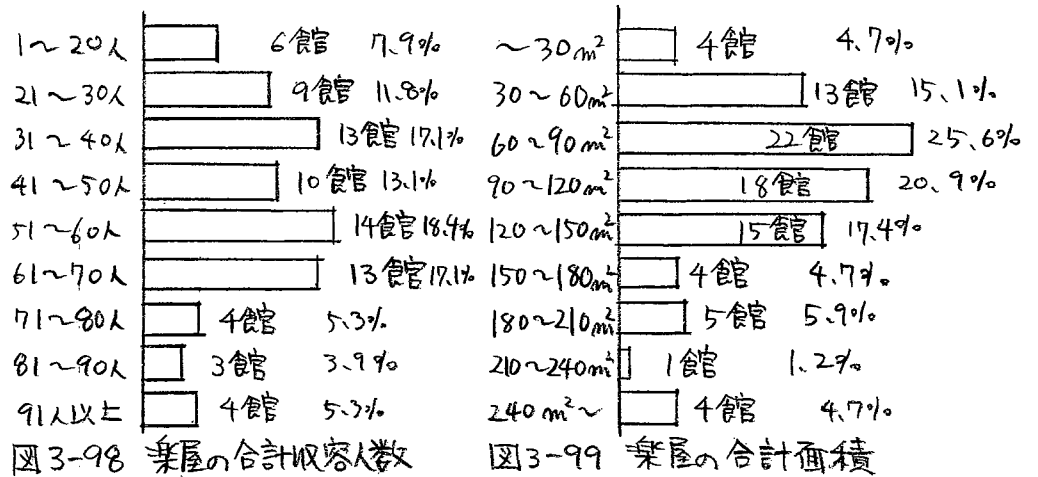 1～20人 6館 7.9%
21～30人 9館 11.8%
31～40人 13館 17.1%
41～50人 10館 13.1%
51～60人 14館 18.4%
61～70人 13館 17.1%
71～80人 4館 5.3%
81～90人 3館 3.9%
91人以上 4館 5.3%
図3-98 楽屋の合計収容人数
～30m² 4館 4.7%
30～60m² 13館 15.1%
60～90m² 22館 25.6%
90～120m² 18館 20.9%
120～150m² 15館 17.4%
150～180m² 4館 4.7%
180～210m² 5館 5.9%
210～240m² 1館 1.2%
240m²～ 4館 4.7%
図3-99 楽屋の合計面積